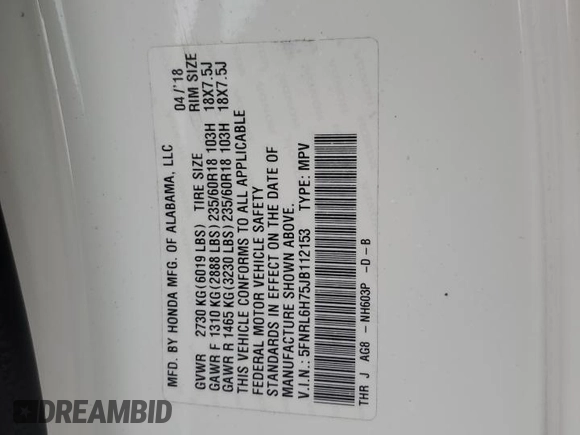 MFD. BY HONDA MFG. OF ALABAMA, LLC 04/'18
GVWR 2730 KG(6019 LBS) TIRE SIZE RIM SIZE
GAWR F 1310 KG(2888 LBS)235/60R18 103H 18X7.5J
GAWR R 1465 KG(3230 LBS)235/60R18 103H 18X7.5J
THIS VEHICLE CONFORMS TO ALL APPLICABLE
FEDERAL MOTOR VEHICLE SAFETY
STANDARDS IN EFFECT ON THE DATE OF
MANUFACTURE SHOWN ABOVE.
V.I.N.: 5FNRL6H75JB112153 TYPE: MPV
THR J AG8 - NH603P -D-B
DREAMBID